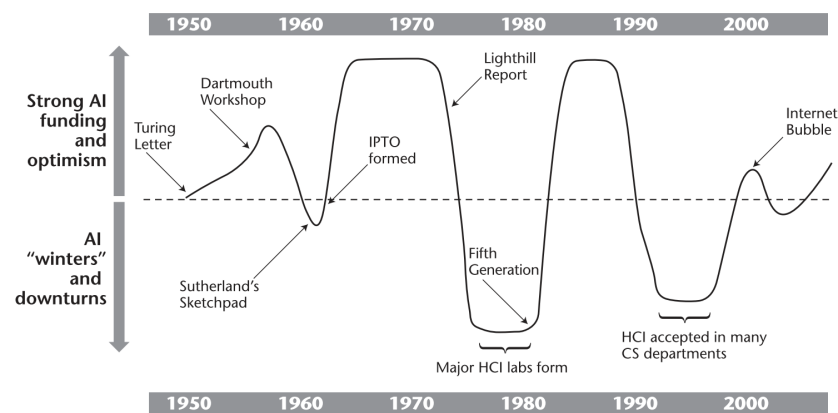 1950 1960 1970 1980 1990 2000
Strong AI
funding
and
optimism
Turing
Letter
Dartmouth
Workshop
IPTO
formed
Lighthill
Report
Internet
Bubble
AI
“winters”
and
downturns
Sutherland’s
Sketchpad
Fifth
Generation
Major HCI labs form
HCI accepted in many
CS departments
1950 1960 1970 1980 1990 2000